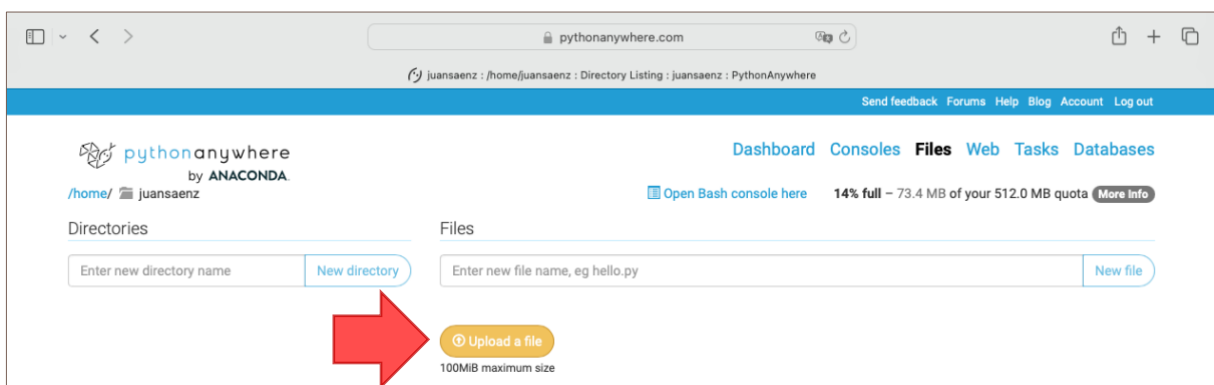 pythonanywhere.com
juansaenz : /home/juansaenz : Directory Listing : juansaenz : PythonAnywhere
Send feedback Forums Help Blog Account Log out
pythonanywhere
by ANACONDA.
Dashboard Consoles Files Web Tasks Databases
/home/ juansaenz
Open Bash console here 14% full – 73.4 MB of your 512.0 MB quota More Info
Directories Files
Enter new directory name New directory Enter new file name, eg hello.py New file
Upload a file
100MiB maximum size